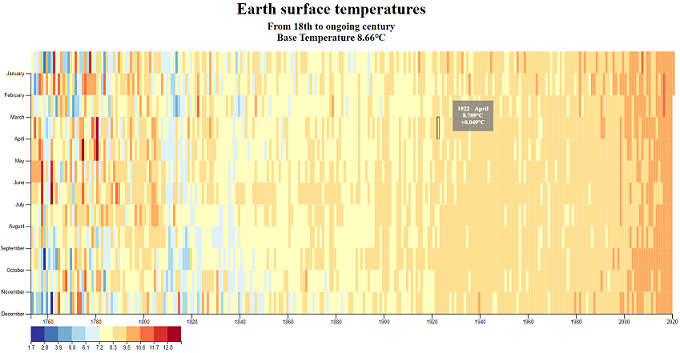 Earth surface temperatures
From 18th to ongoing century
Base Temperature 8.66°C
January
February
March
April
May
June
July
August
September
October
November
December
1922 - April
8.709°C
+0.049°C
1760 1780 1800 1820 1840 1860 1880 1900 1920 1940 1960 1980 2000 2020
1.7 2.8 3.9 5.0 6.1 7.2 8.3 9.5 10.6 11.7 12.8